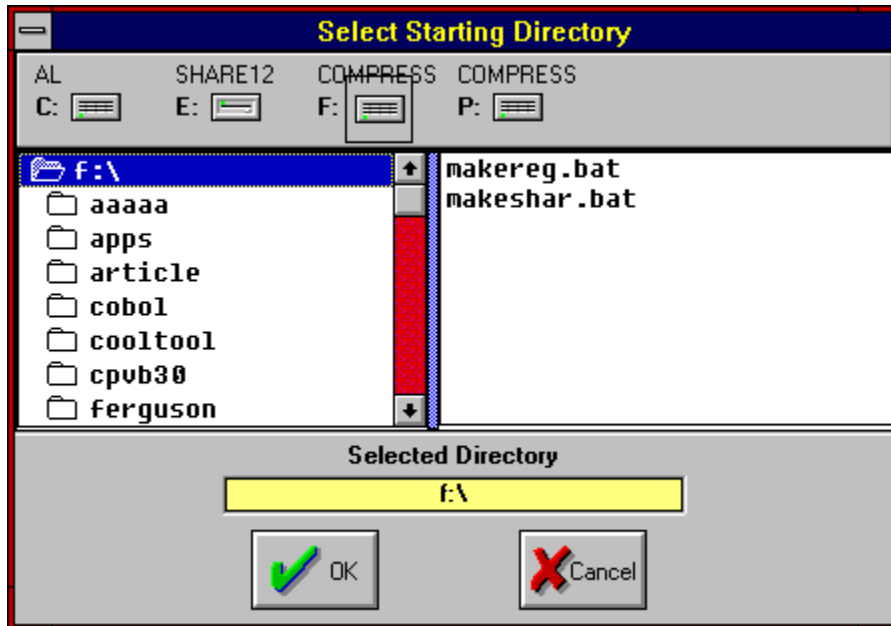 Select Starting Directory
AL SHARE12 COMPRESS COMPRESS
C: E: F: P:
f:\ makereg.bat
aaaaa makeshar.bat
apps
article
cobol
cooltool
cpvb30
ferguson
Selected Directory
f:\
OK Cancel